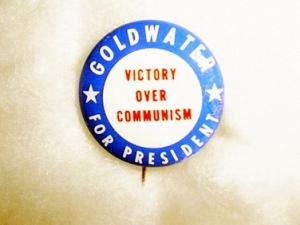 GOLDWATER
VICTORY
OVER
COMMUNISM
FOR PRESIDENT